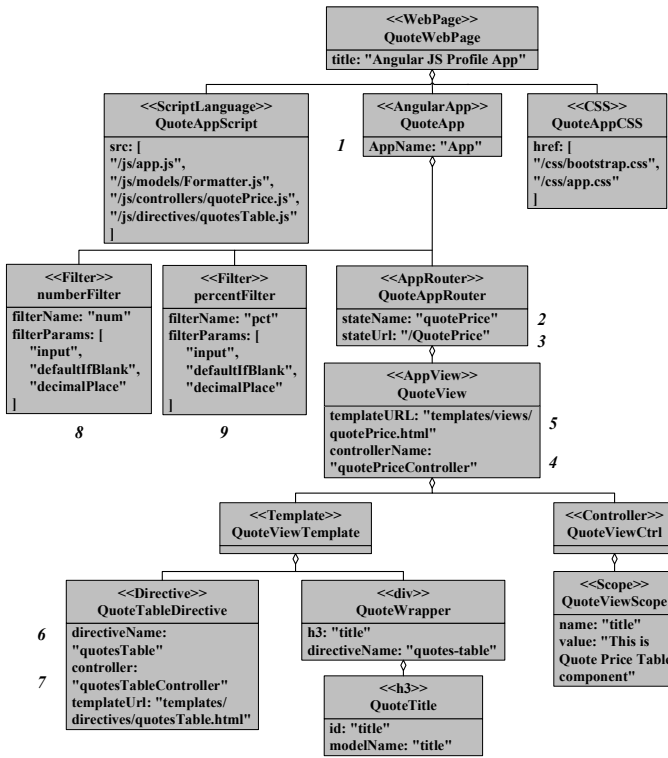 <<WebPage>>
QuoteWebPage
title: "Angular JS Profile App"
<<ScriptLanguage>>
QuoteAppScript
src: [
"/js/app.js",
"/js/models/Formatter.js",
"/js/controllers/quotePrice.js",
"/js/directives/quotesTable.js"
]
1
<<AngularApp>>
QuoteApp
AppName: "App"
<<CSS>>
QuoteAppCSS
href: [
"/css/bootstrap.css",
"/css/app.css"
]
<<Filter>>
numberFilter
filterName: "num"
filterParams: [
"input",
"defaultIfBlank",
"decimalPlace"
]
8
<<Filter>>
percentFilter
filterName: "pct"
filterParams: [
"input",
"defaultIfBlank",
"decimalPlace"
]
9
<<AppRouter>>
QuoteAppRouter
stateName: "quotePrice"
stateUrl: "/QuotePrice"
2
3
<<AppView>>
QuoteView
templateURL: "templates/views/
quotePrice.html"
controllerName:
"quotePriceController"
5
4
<<Template>>
QuoteViewTemplate
<<Controller>>
QuoteViewCtrl
<<Directive>>
QuoteTableDirective
directiveName:
"quotesTable"
controller:
"quotesTableController"
templateUrl: "templates/
directives/quotesTable.html"
6
7
<<div>>
QuoteWrapper
h3: "title"
directiveName: "quotes-table"
<<h3>>
QuoteTitle
id: "title"
modelName: "title"
<<Scope>>
QuoteViewScope
name: "title"
value: "This is
Quote Price Table
component"